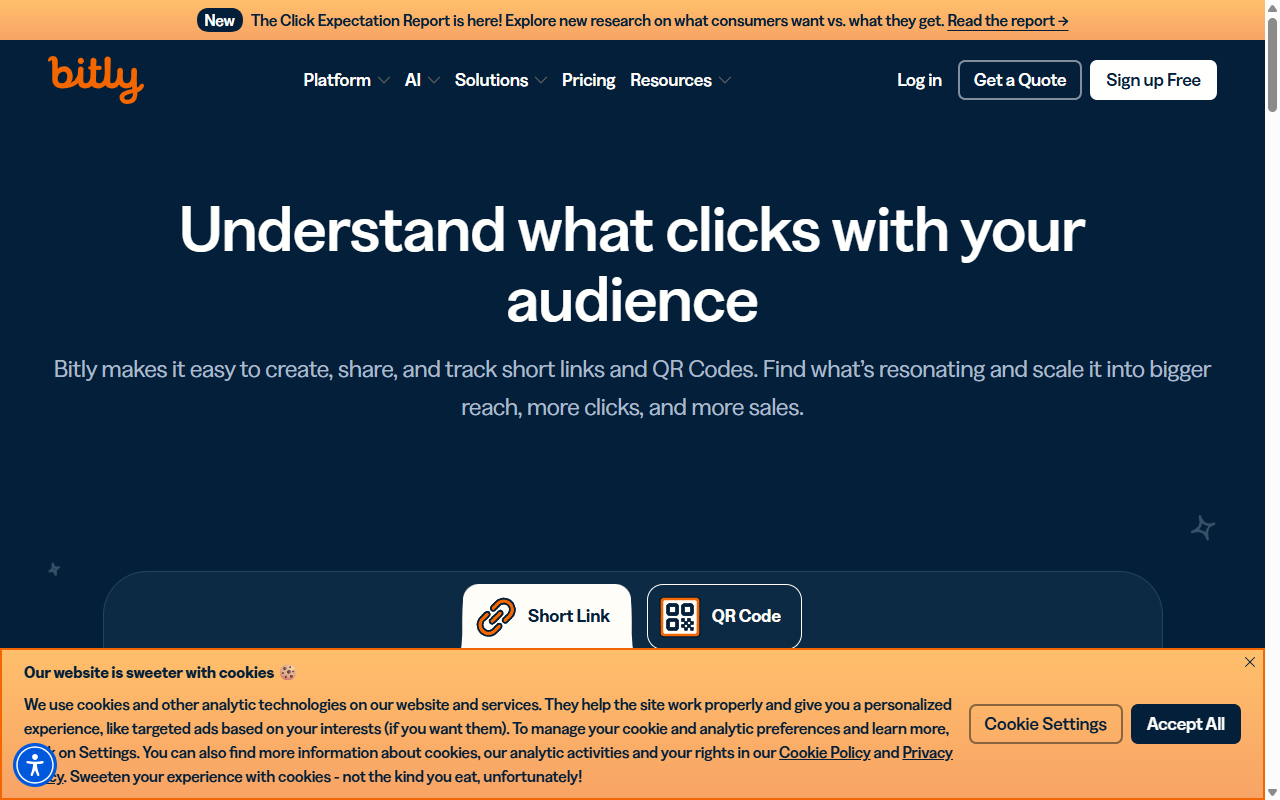 New The Click Expectation Report is here! Explore new research on what consumers want vs. what they get. Read the report →
bitly Platform AI Solutions Pricing Resources Log in Get a Quote Sign up Free
Understand what clicks with your
audience
Bitly makes it easy to create, share, and track short links and QR Codes. Find what’s resonating and scale it into bigger
reach, more clicks, and more sales.
Short Link QR Code
Our website is sweeter with cookies
We use cookies and other analytic technologies on our website and services. They help the site work properly and give you a personalized
experience, like targeted ads based on your interests (if you want them). To manage your cookie and analytic preferences and learn more,
on Settings. You can also find more information about cookies, our analytic activities and your rights in our Cookie Policy and Privacy
. Sweeten your experience with cookies - not the kind you eat, unfortunately!
Cookie Settings Accept All